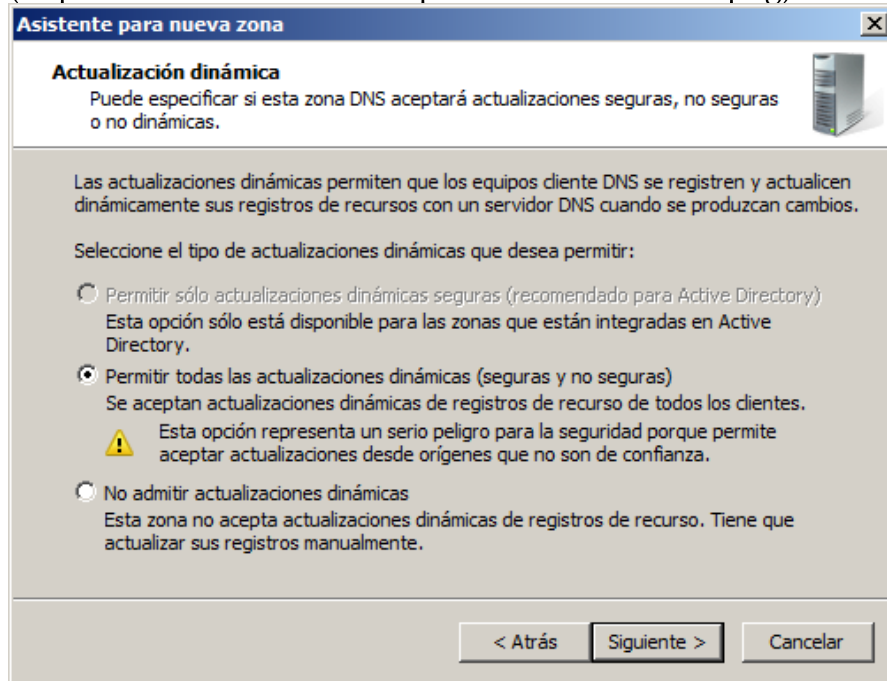 Asistente para nueva zona
Actualización dinámica
Puede especificar si esta zona DNS aceptará actualizaciones seguras, no seguras
o no dinámicas.
Las actualizaciones dinámicas permiten que los equipos cliente DNS se registren y actualicen
dinámicamente sus registros de recursos con un servidor DNS cuando se produzcan cambios.
Seleccione el tipo de actualizaciones dinámicas que desea permitir:
Permitir sólo actualizaciones dinámicas seguras (recomendado para Active Directory)
Esta opción sólo está disponible para las zonas que están integradas en Active
Directory.
Permitir todas las actualizaciones dinámicas (seguras y no seguras)
Se aceptan actualizaciones dinámicas de registros de recurso de todos los clientes.
Esta opción representa un serio peligro para la seguridad porque permite
aceptar actualizaciones desde orígenes que no son de confianza.
No admitir actualizaciones dinámicas
Esta zona no acepta actualizaciones dinámicas de registros de recurso. Tiene que
actualizar sus registros manualmente.
< Atrás
Siguiente >
Cancelar